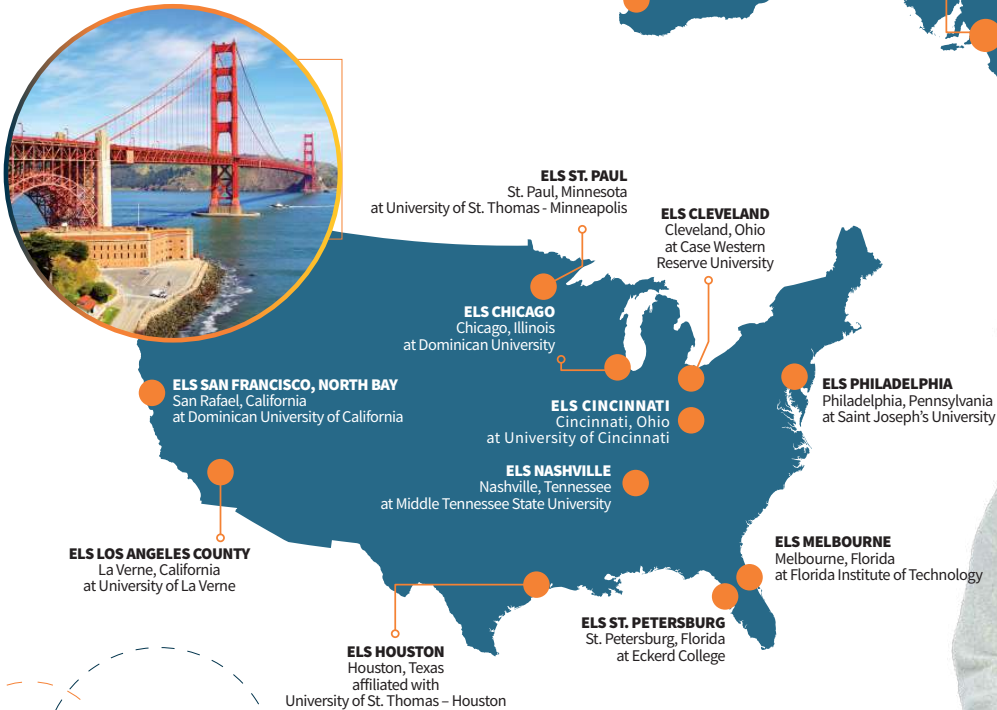 ELS ST. PAUL
St. Paul, Minnesota
at University of St. Thomas - Minneapolis
ELS CLEVELAND
Cleveland, Ohio
at Case Western
Reserve University
ELS CHICAGO
Chicago, Illinois
at Dominican University
ELS SAN FRANCISCO, NORTH BAY
San Rafael, California
at Dominican University of California
ELS PHILADELPHIA
Philadelphia, Pennsylvania
at Saint Joseph's University
ELS CINCINNATI
Cincinnati, Ohio
at University of Cincinnati
ELS NASHVILLE
Nashville, Tennessee
at Middle Tennessee State University
ELS LOS ANGELES COUNTY
La Verne, California
at University of La Verne
ELS MELBOURNE
Melbourne, Florida
at Florida Institute of Technology
ELS ST. PETERSBURG
St. Petersburg, Florida
at Eckerd College
ELS HOUSTON
Houston, Texas
affiliated with
University of St. Thomas – Houston